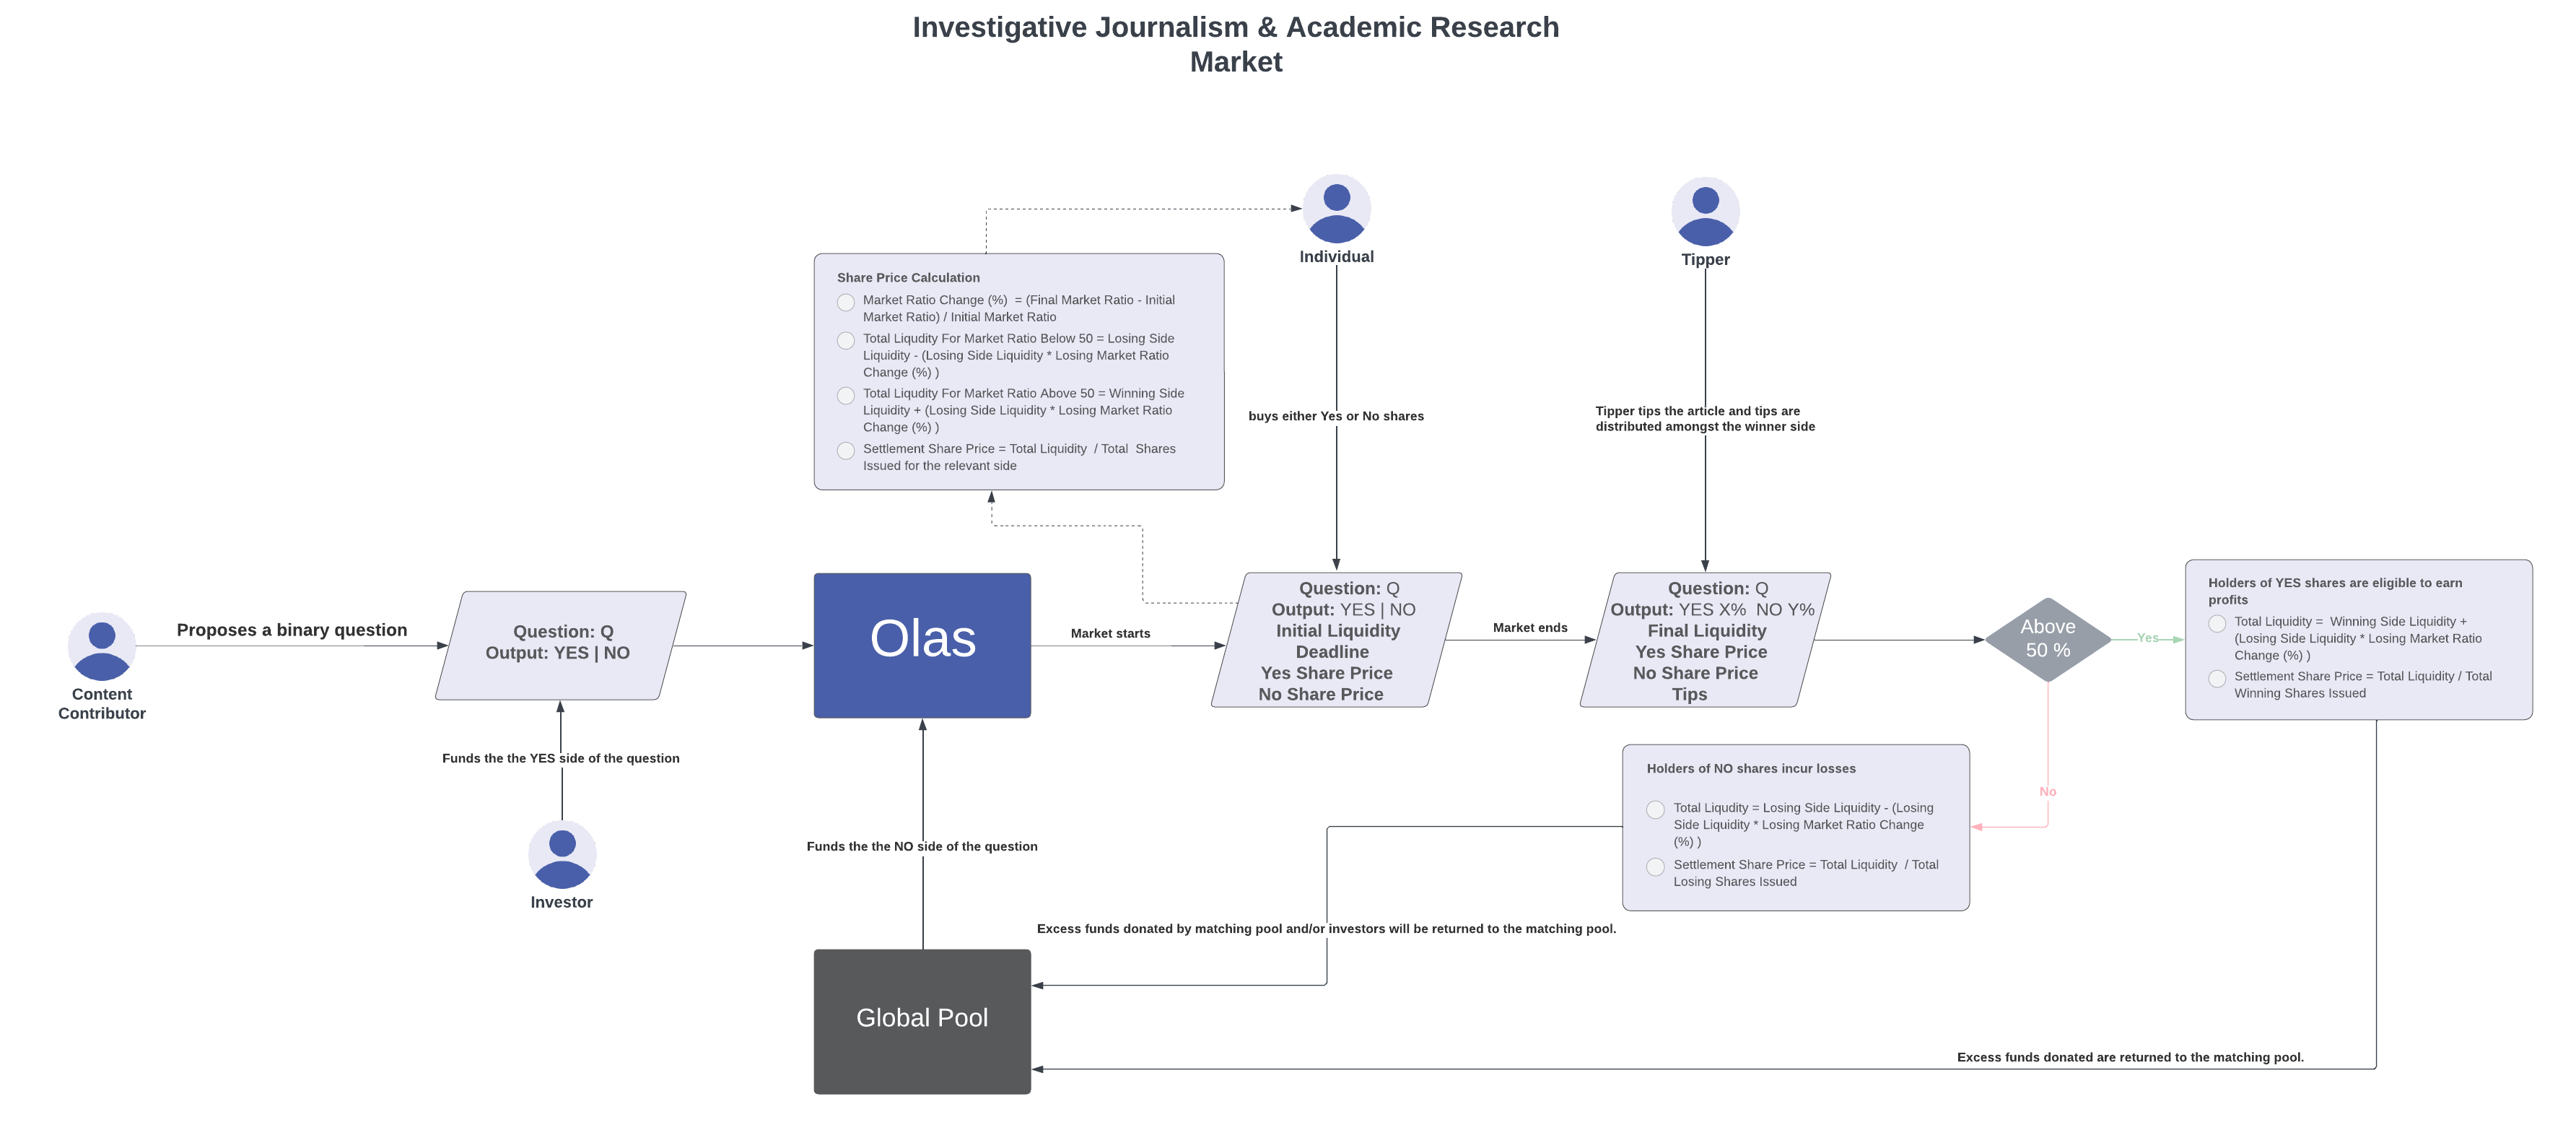 Investigative Journalism & Academic Research
Market
Individual
Tipper
Share Price Calculation
Market Ratio Change (%)  = (Final Market Ratio - Initial
Market Ratio) / Initial Market Ratio
Total Liqudity For Market Ratio Below 50 = Losing Side
Liquidity - (Losing Side Liquidity * Losing Market Ratio
Change (%) )
Total Liqudity For Market Ratio Above 50 = Winning Side
Liquidity + (Losing Side Liquidity * Losing Market Ratio
Change (%) )
Settlement Share Price = Total Liquidity  / Total  Shares
Issued for the relevant side
buys either Yes or No shares
Tipper tips the article and tips are
distributed amongst the winner side
Content
Contributor
Proposes a binary question
Question: Q
Output: YES | NO
Funds the the YES side of the question
Investor
Olas
Market starts
Question: Q
Output: YES | NO
Initial Liquidity
Deadline
Yes Share Price
No Share Price
Market ends
Question: Q
Output: YES X%  NO Y%
Final Liquidity
Yes Share Price
No Share Price
Tips
Above
50 %
Yes
Holders of YES shares are eligible to earn
profits
Total Liquidity =  Winning Side Liquidity +
(Losing Side Liquidity * Losing Market Ratio
Change (%) )
Settlement Share Price = Total Liquidity / Total
Winning Shares Issued
No
Holders of NO shares incur losses
Total Liqudity = Losing Side Liquidity - (Losing
Side Liquidity * Losing Market Ratio Change
(%) )
Settlement Share Price = Total Liquidity  / Total
Losing Shares Issued
Funds the the NO side of the question
Excess funds donated by matching pool and/or investors will be returned to the matching pool.
Global Pool
Excess funds donated are returned to the matching pool.